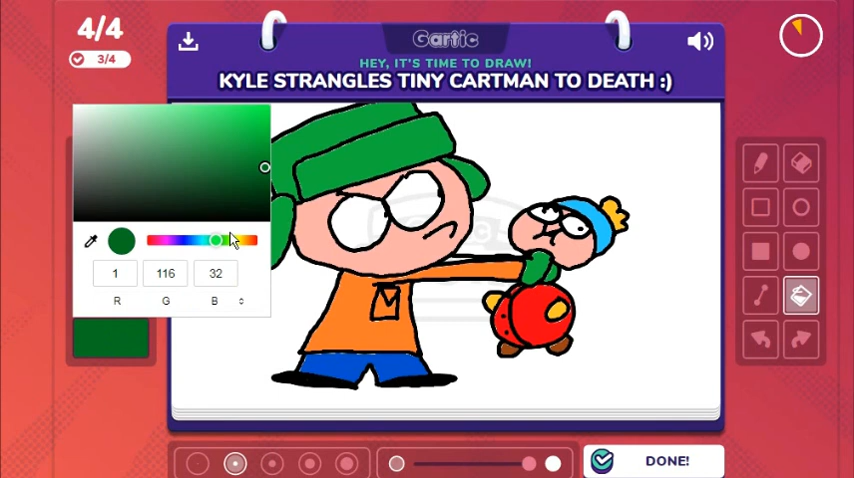 4/4
3/4
Gartic
HEY, IT'S TIME TO DRAW!
KYLE STRANGLES TINY CARTMAN TO DEATH :)
1 116 32
R G B
DONE!